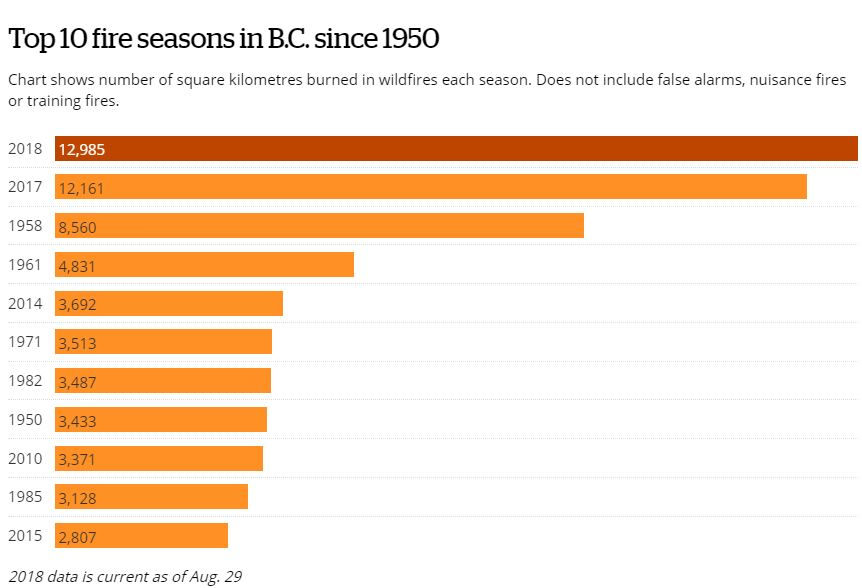 Top 10 fire seasons in B.C. since 1950
Chart shows number of square kilometres burned in wildfires each season. Does not include false alarms, nuisance fires
or training fires.
2018 12,985
2017 12,161
1958 8,560
1961 4,831
2014 3,692
1971 3,513
1982 3,487
1950 3,433
2010 3,371
1985 3,128
2015 2,807
2018 data is current as of Aug. 29